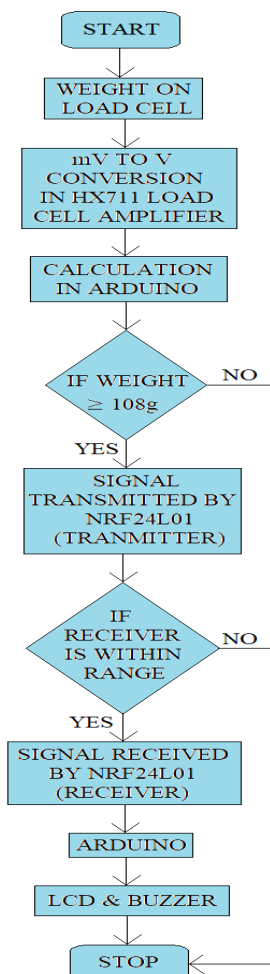 START
WEIGHT ON
LOAD CELL
mV TO V
CONVERSION
IN HX711 LOAD
CELL AMPLIFIER
CALCULATION
IN ARDUINO
IF WEIGHT
≥ 108g
NO
YES
SIGNAL
TRANSMITTED BY
NRF24L01
(TRANMITTER)
IF
RECEIVER
IS WITHIN
RANGE
NO
YES
SIGNAL RECEIVED
BY NRF24L01
(RECEIVER)
ARDUINO
LCD & BUZZER
STOP